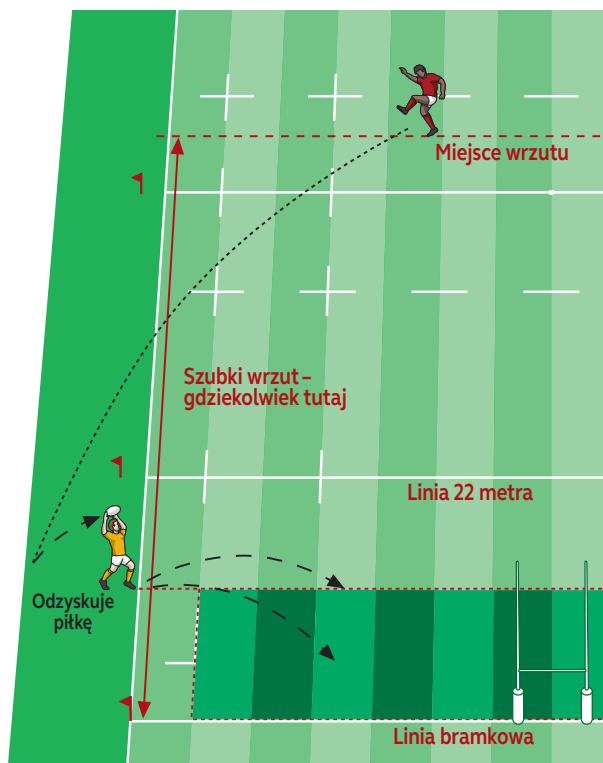 Miejsce wrzutu
Szubki wrzut –
gdziekolwiek tutaj
Linia 22 metra
Odzyskuje
piłkę
Linia bramkowa